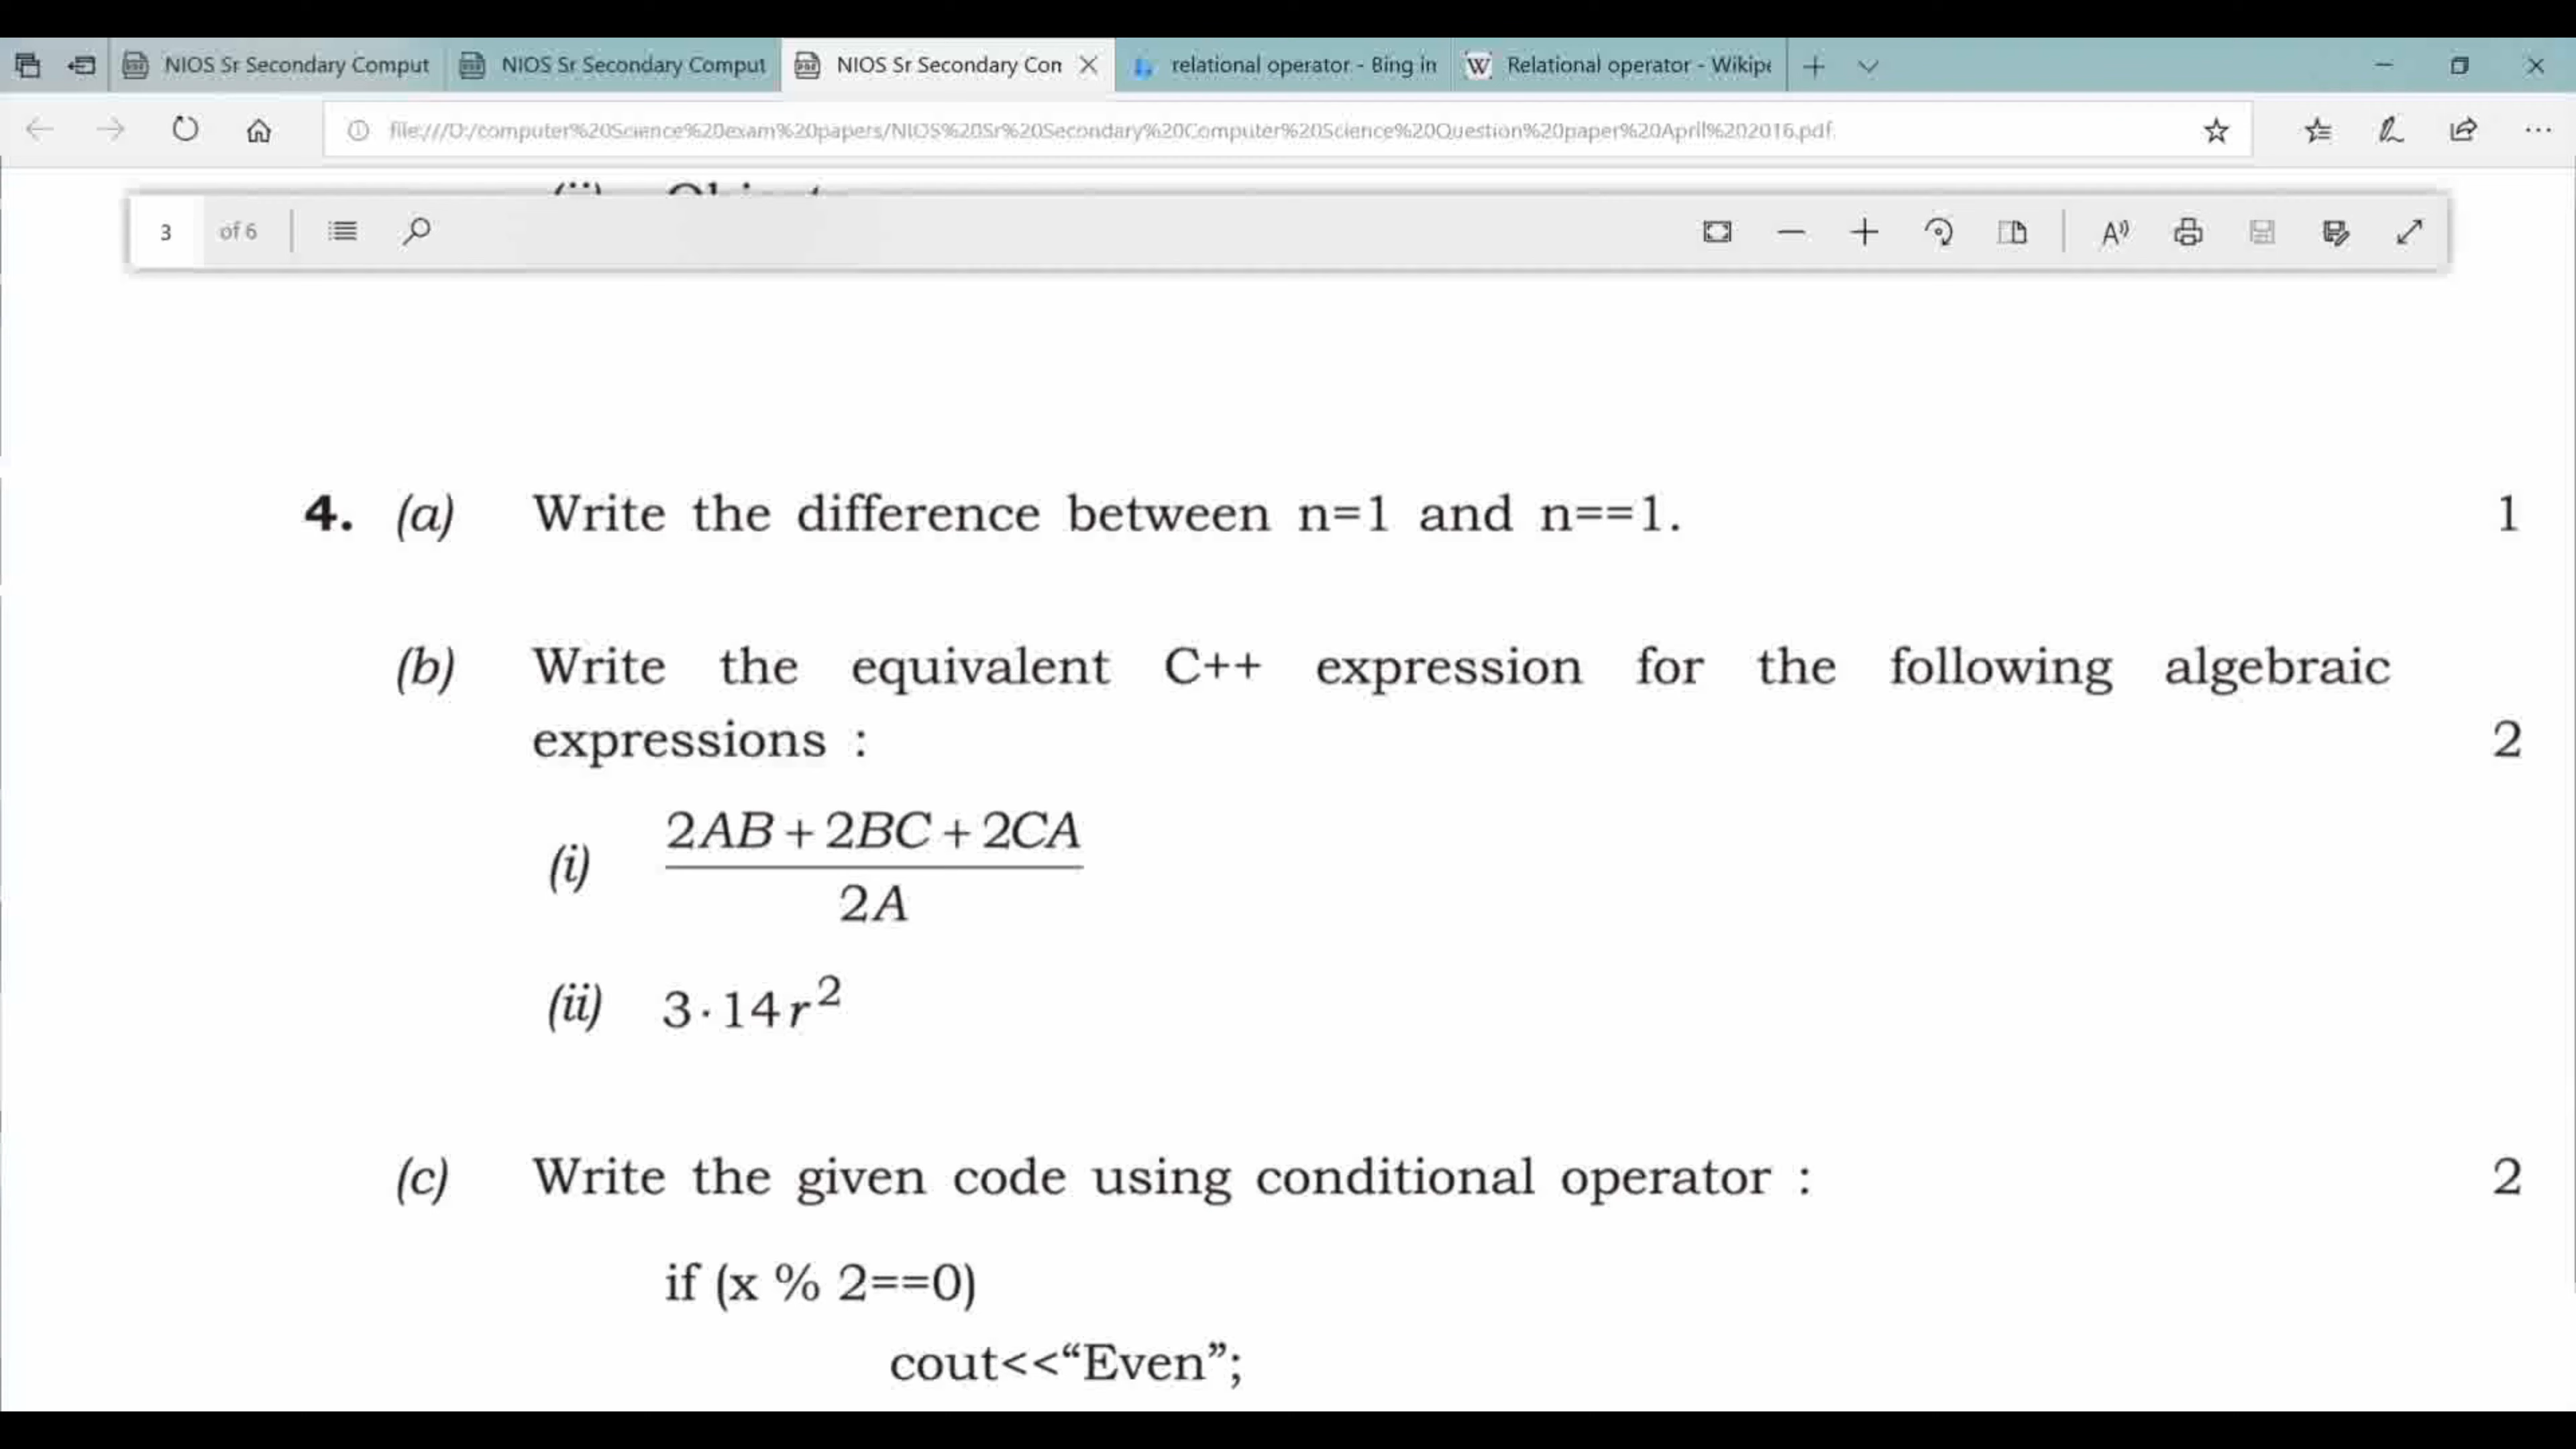 NIOS Sr Secondary Comput
NIOS Sr Secondary Comput
NIOS Sr Secondary Con
relational operator - Bing in
Relational operator - Wikipe
file:///D:/computer%20Science%20exam%20papers/NIOS%20Sr%20Secondary%20Computer%20Science%20Question%20paper%20April%202016.pdf
3 of 6
4. (a) Write the difference between n=1 and n==1. 1
(b) Write the equivalent C++ expression for the following algebraic
expressions : 2
(i) 2AB + 2BC + 2CA
2A
(ii) 3·14r²
(c) Write the given code using conditional operator : 2
if (x % 2==0)
cout<<“Even”;